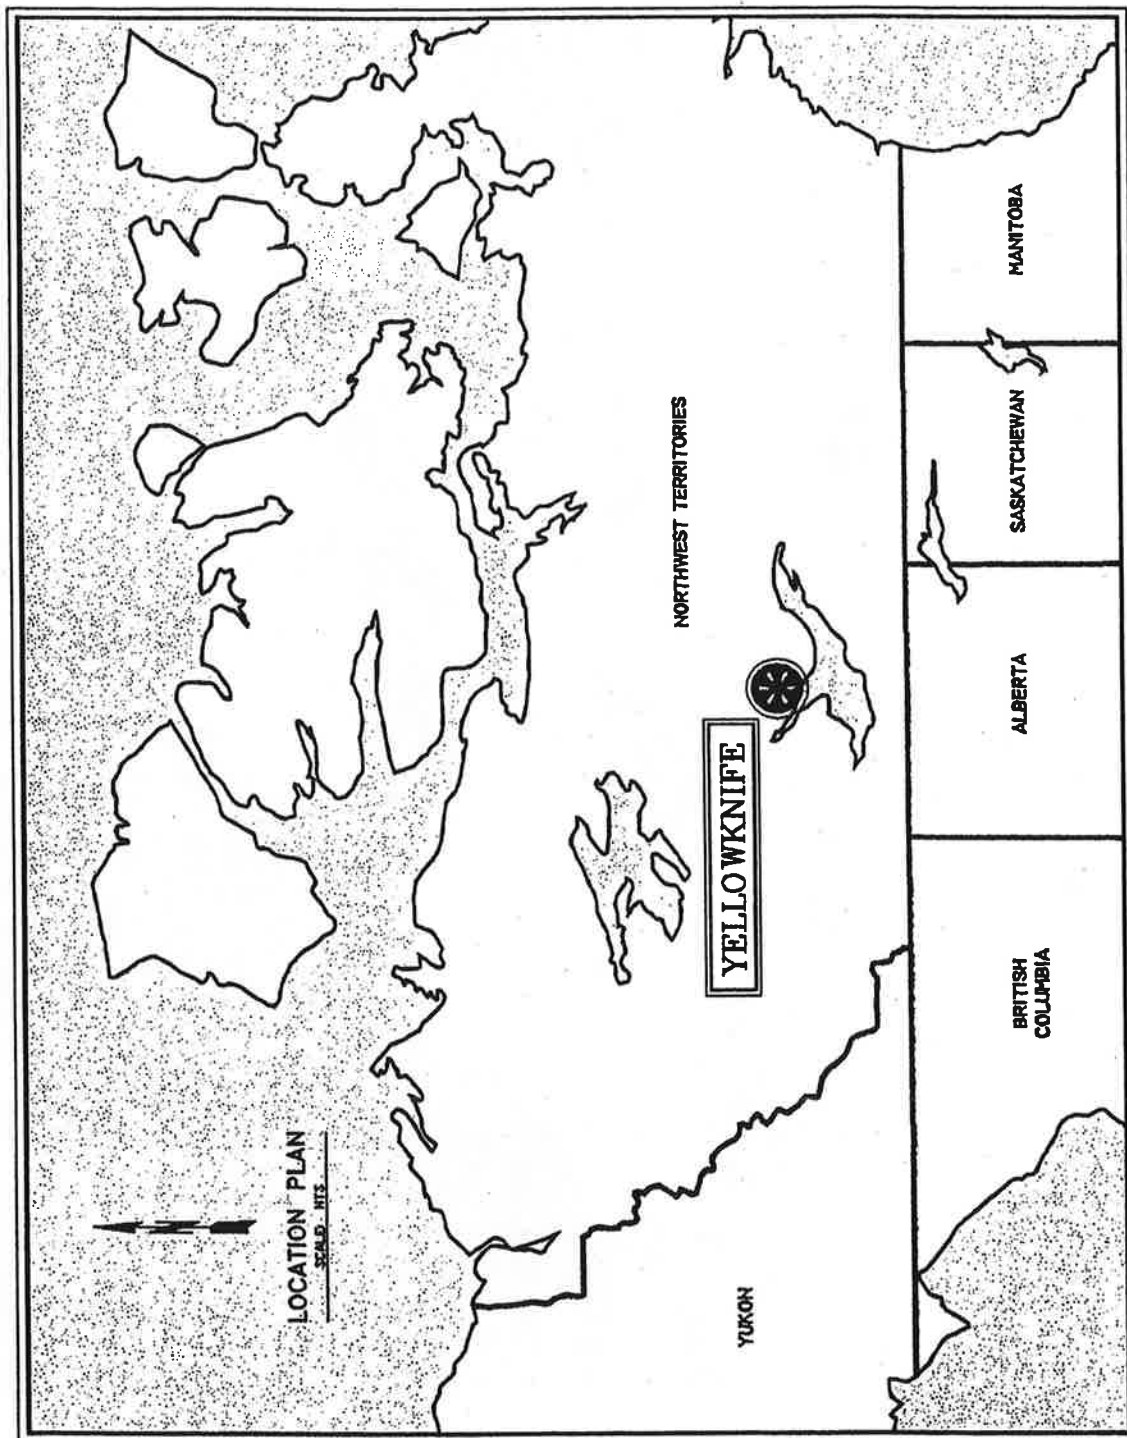 LOCATION PLAN
SCALE: NTS
N
YUKON
NORTHWEST TERRITORIES
YELLOWKNIFE
BRITISH
COLUMBIA
ALBERTA
SASKATCHEWAN
MANITOBA